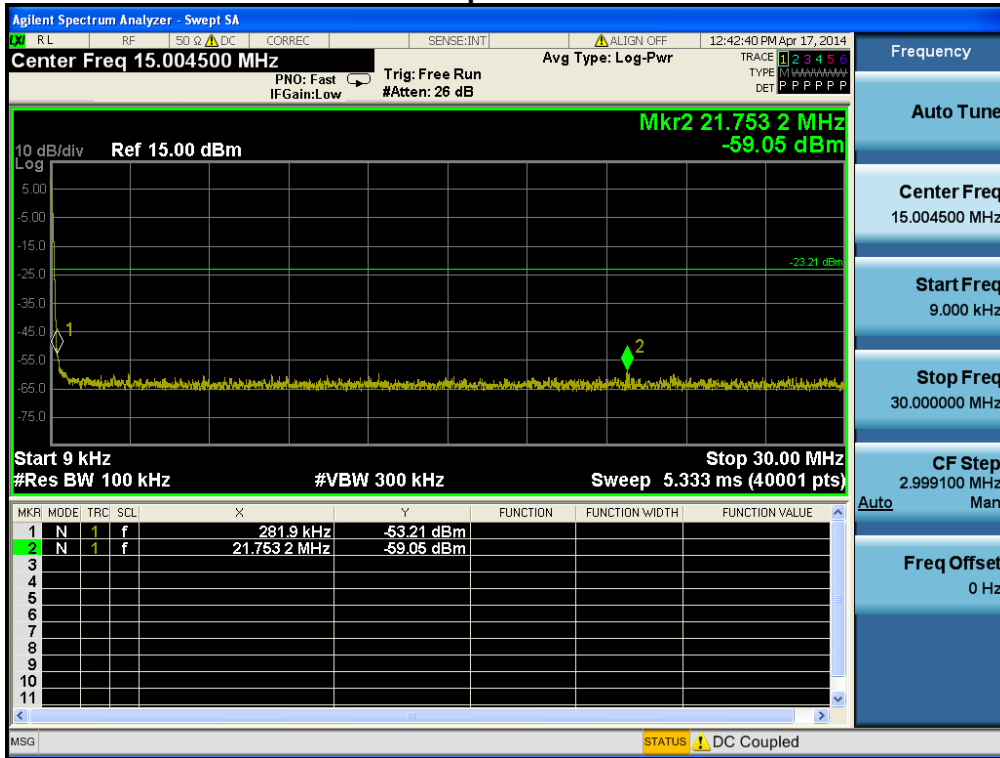 Agilent Spectrum Analyzer - Swept SA
LXI RL RF 50 Ω DC CORREC SENSE:INT ALIGN OFF 12:42:40 PM Apr 17, 2014
Center Freq 15.004500 MHz
PNO: Fast
IFGain:Low
Trig: Free Run
#Atten: 26 dB
Avg Type: Log-Pwr
TRACE 1 2 3 4 5 6
TYPE M
DET P P P P P P
Mkr2 21.753 2 MHz
-59.05 dBm
10 dB/div Ref 15.00 dBm
Log
5.00
-5.00
-15.0
-23.21 dBm
-25.0
-35.0
-45.0
1
2
-55.0
-65.0
-75.0
Start 9 kHz Stop 30.00 MHz
#Res BW 100 kHz #VBW 300 kHz Sweep 5.333 ms (40001 pts)
MKR MODE TRC SCL X Y FUNCTION FUNCTION WIDTH FUNCTION VALUE
1 N 1 f 281.9 kHz -53.21 dBm
2 N 1 f 21.753 2 MHz -59.05 dBm
3
4
5
6
7
8
9
10
11
MSG STATUS DC Coupled
Frequency
Auto Tune
Center Freq
15.004500 MHz
Start Freq
9.000 kHz
Stop Freq
30.000000 MHz
CF Step
2.999100 MHz
Auto Man
Freq Offset
0 Hz